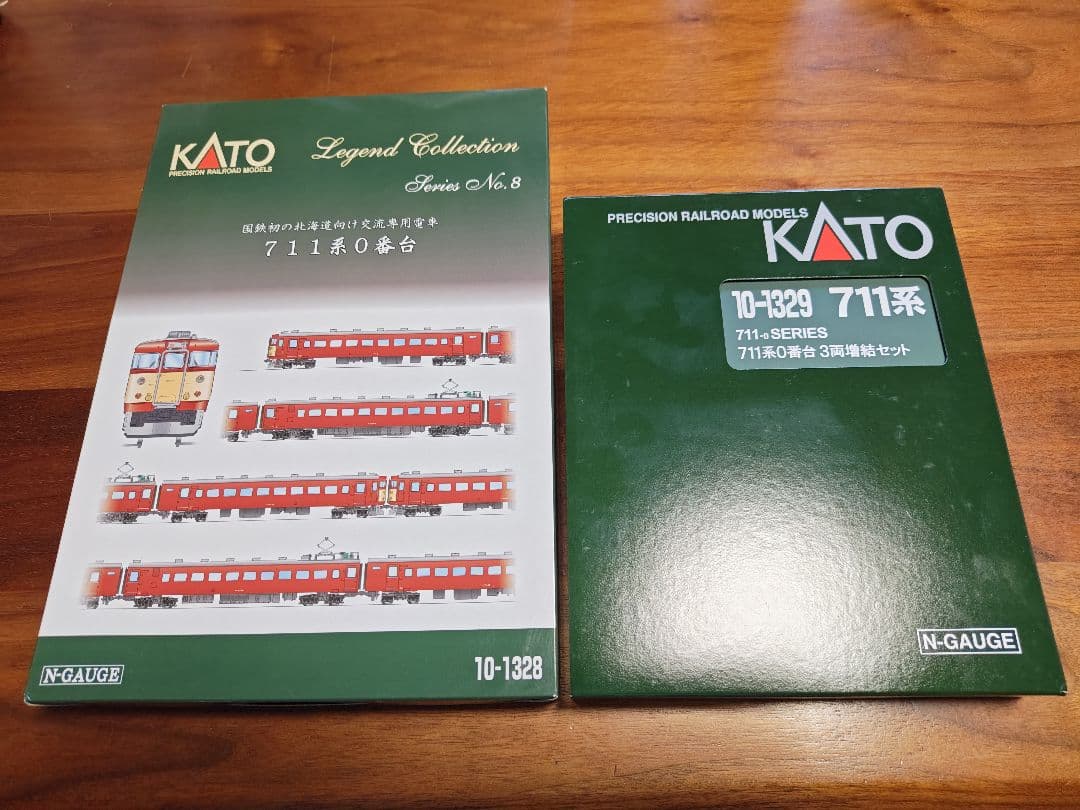 KATO
PRECISION RAILROAD MODELS
Legend Collection
Series No.8
国鉄初の北海道向け交流専用電車
711系0番台
N-GAUGE
10-1328
PRECISION RAILROAD MODELS
KATO
10-1329 711系
711-0 SERIES
711系0番台 3両増結セット
N-GAUGE